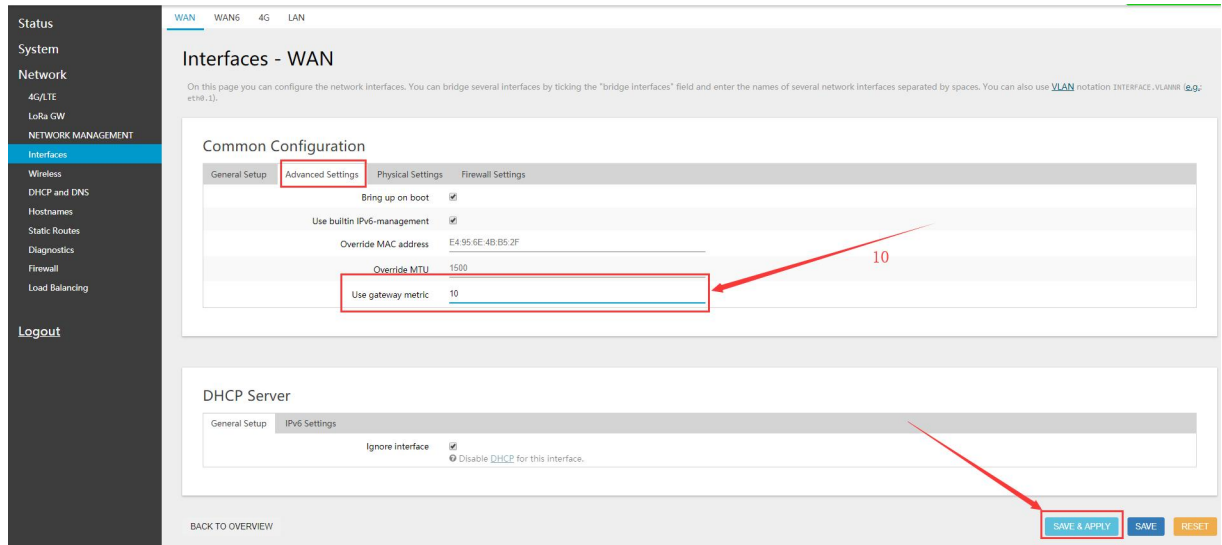 WAN WAN6 4G LAN
Status
System
Network
4G/LTE
LoRa GW
NETWORK MANAGEMENT
Interfaces
Wireless
DHCP and DNS
Hostnames
Static Routes
Diagnostics
Firewall
Load Balancing
Logout
Interfaces - WAN
On this page you can configure the network interfaces. You can bridge several interfaces by ticking the "bridge interfaces" field and enter the names of several network interfaces separated by spaces. You can also use VLAN notation INTERFACE.VLANNR (e.g.:
eth0.1).
Common Configuration
General Setup Advanced Settings Physical Settings Firewall Settings
Bring up on boot
Use builtin IPv6-management
Override MAC address E4:95:6E:4B:B5:2F
Override MTU 1500
10
Use gateway metric 10
DHCP Server
General Setup IPv6 Settings
Ignore interface
Disable DHCP for this interface.
BACK TO OVERVIEW SAVE & APPLY SAVE RESET